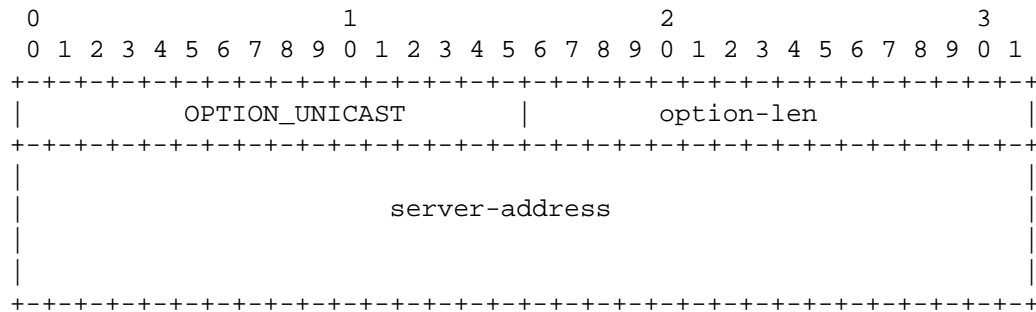 0                   1                   2                   3
 0 1 2 3 4 5 6 7 8 9 0 1 2 3 4 5 6 7 8 9 0 1 2 3 4 5 6 7 8 9 0 1
+-+-+-+-+-+-+-+-+-+-+-+-+-+-+-+-+-+-+-+-+-+-+-+-+-+-+-+-+-+-+-+-+
|          OPTION_UNICAST       |        option-len             |
+-+-+-+-+-+-+-+-+-+-+-+-+-+-+-+-+-+-+-+-+-+-+-+-+-+-+-+-+-+-+-+-+
|                                                               |
|                       server-address                          |
|                                                               |
|                                                               |
+-+-+-+-+-+-+-+-+-+-+-+-+-+-+-+-+-+-+-+-+-+-+-+-+-+-+-+-+-+-+-+-+